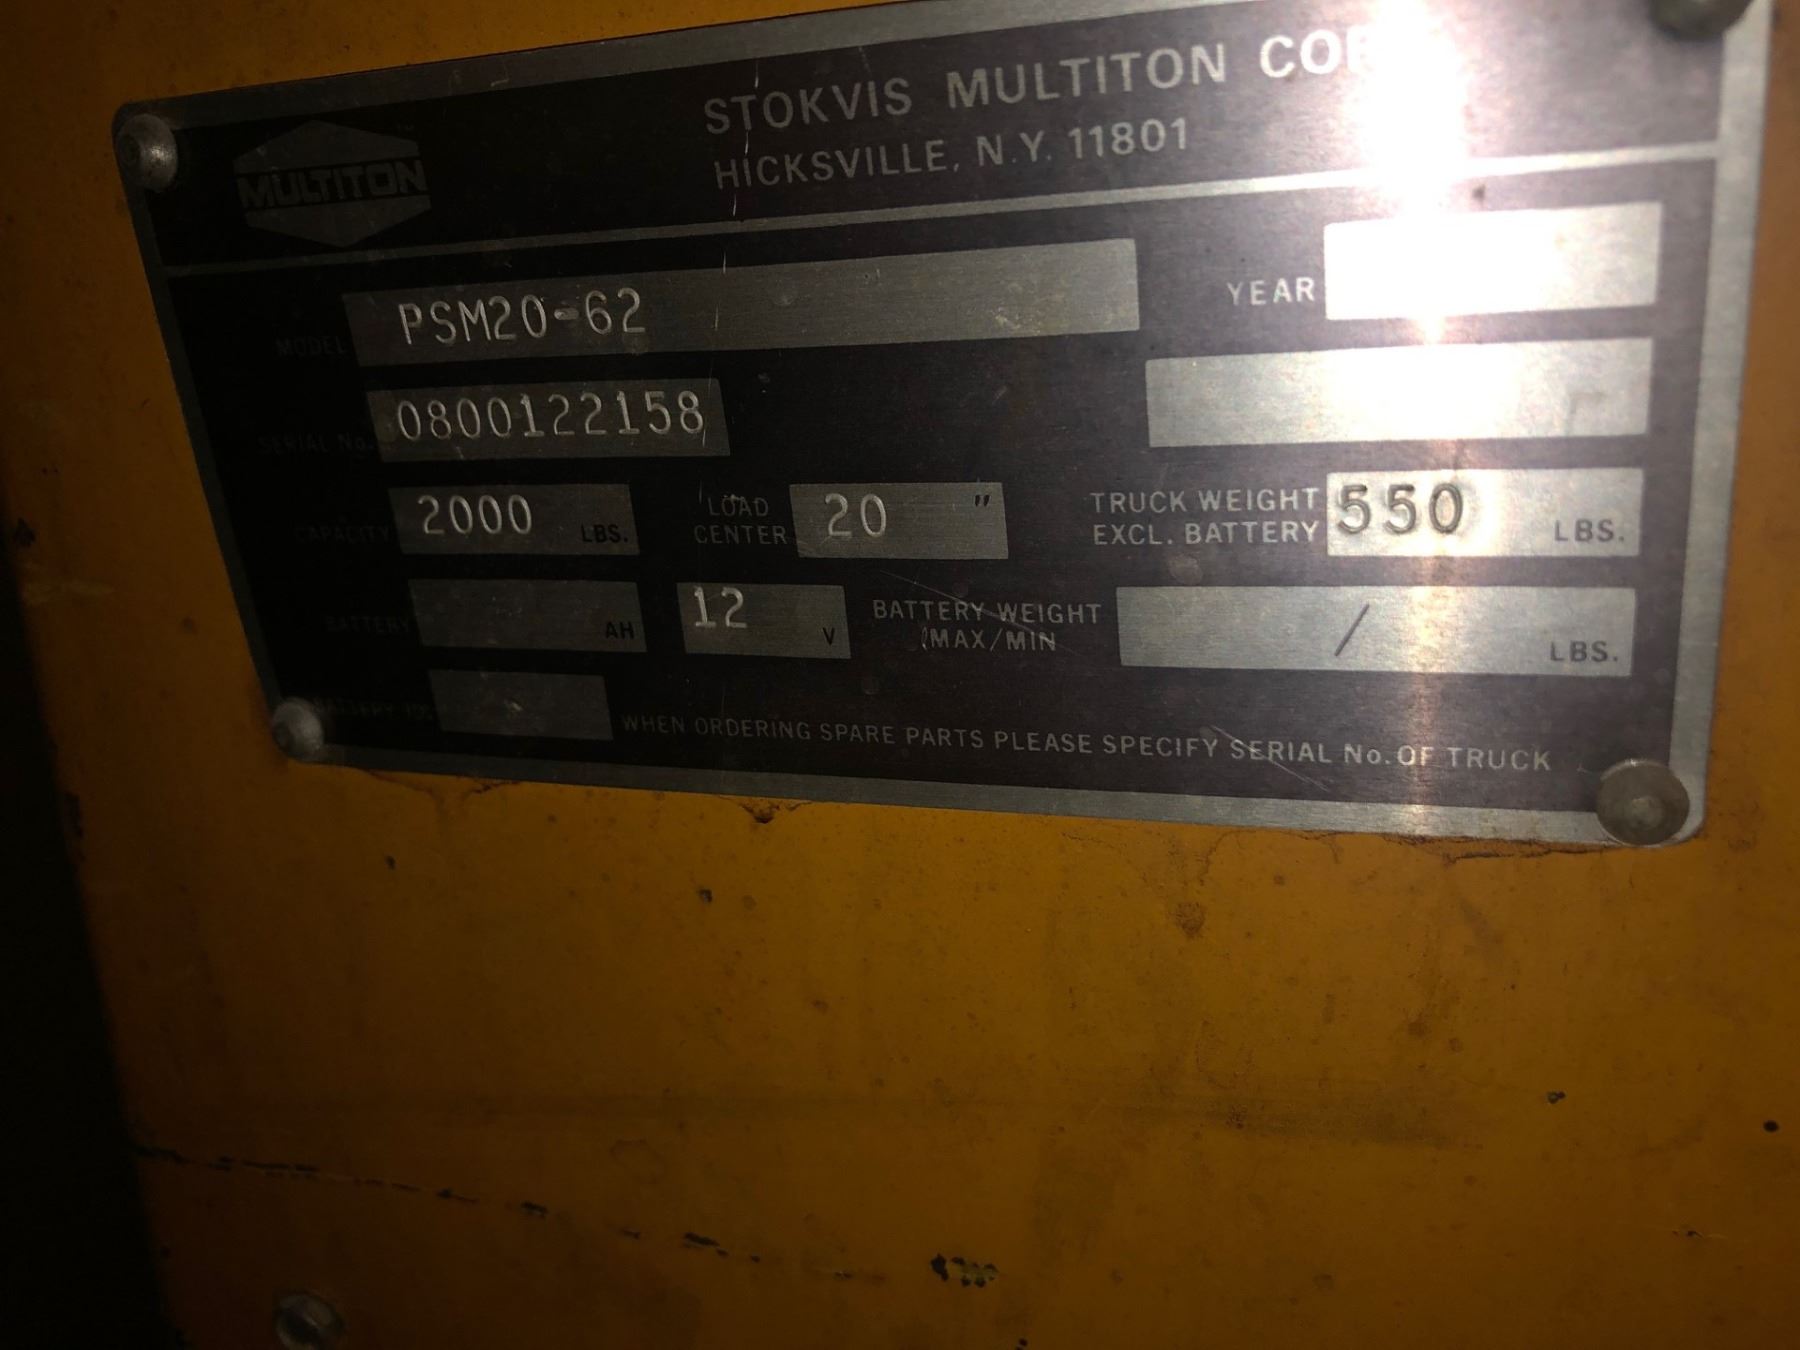 MULTITON
STOKVIS MULTITON
HICKSVILLE, N.Y. 11801
MODEL PSM20-62
YEAR
SERIAL No. 0800122158
CAPACITY 2000 LBS.
LOAD CENTER 20 "
TRUCK WEIGHT EXCL. BATTERY 550 LBS.
BATTERY AH 12 V
BATTERY WEIGHT (MAX/MIN / LBS.
BATTERY
WHEN ORDERING SPARE PARTS PLEASE SPECIFY SERIAL No. OF TRUCK